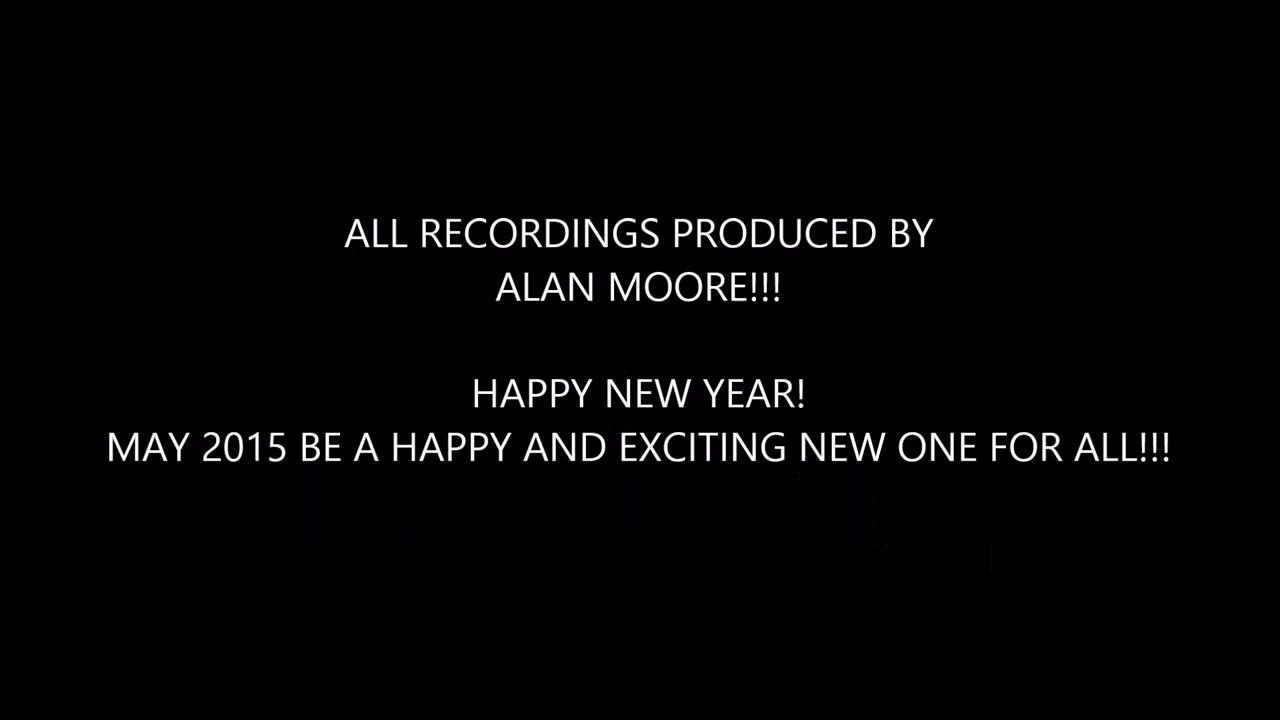 ALL RECORDINGS PRODUCED BY
ALAN MOORE!!!
HAPPY NEW YEAR!
MAY 2015 BE A HAPPY AND EXCITING NEW ONE FOR ALL!!!